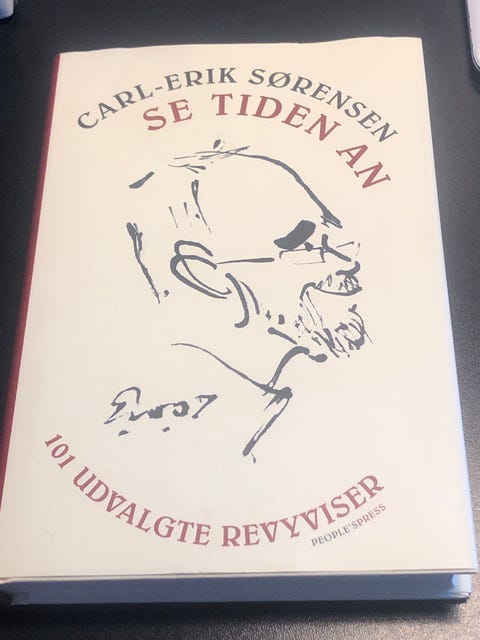 CARL-ERIK SØRENSEN
SE TIDEN AN
101 UDVALGTE REVYVISER
PEOPLE'SPRESS